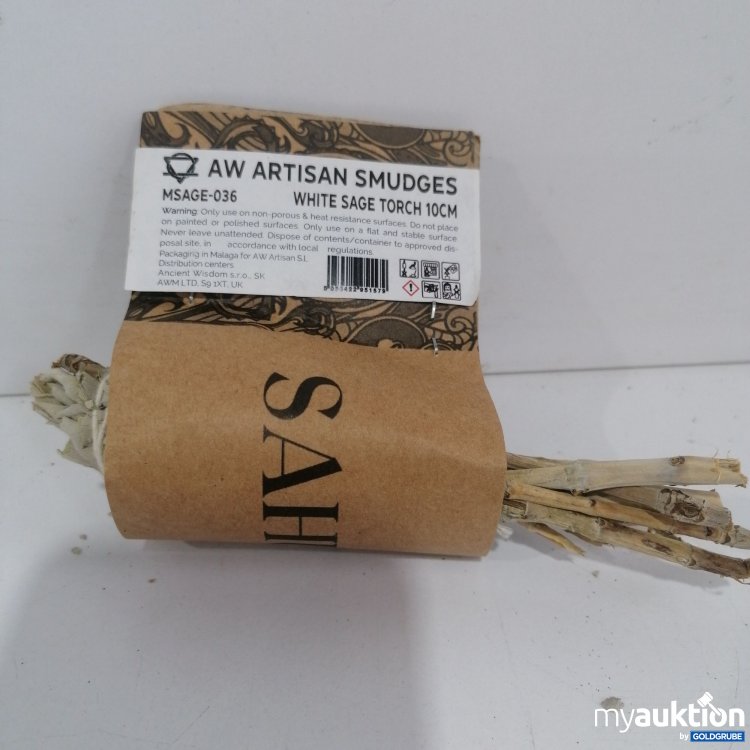 AW ARTISAN SMUDGES
MSAGE-036 WHITE SAGE TORCH 10CM
Warning: Only use on non-porous & heat resistance surfaces. Do not place
on painted or polished surfaces. Only use on a flat and stable surface
Never leave unattended. Dispose of contents/container to approved dis-
posal site, in accordance with local regulations.
Packaging in Malaga for AW Artisan S.L
Distribution centers
Ancient Wisdom s.r.o., SK
AWM LTD, S9 1XT, UK
SAH
myauktion
by GOLDGRUBE